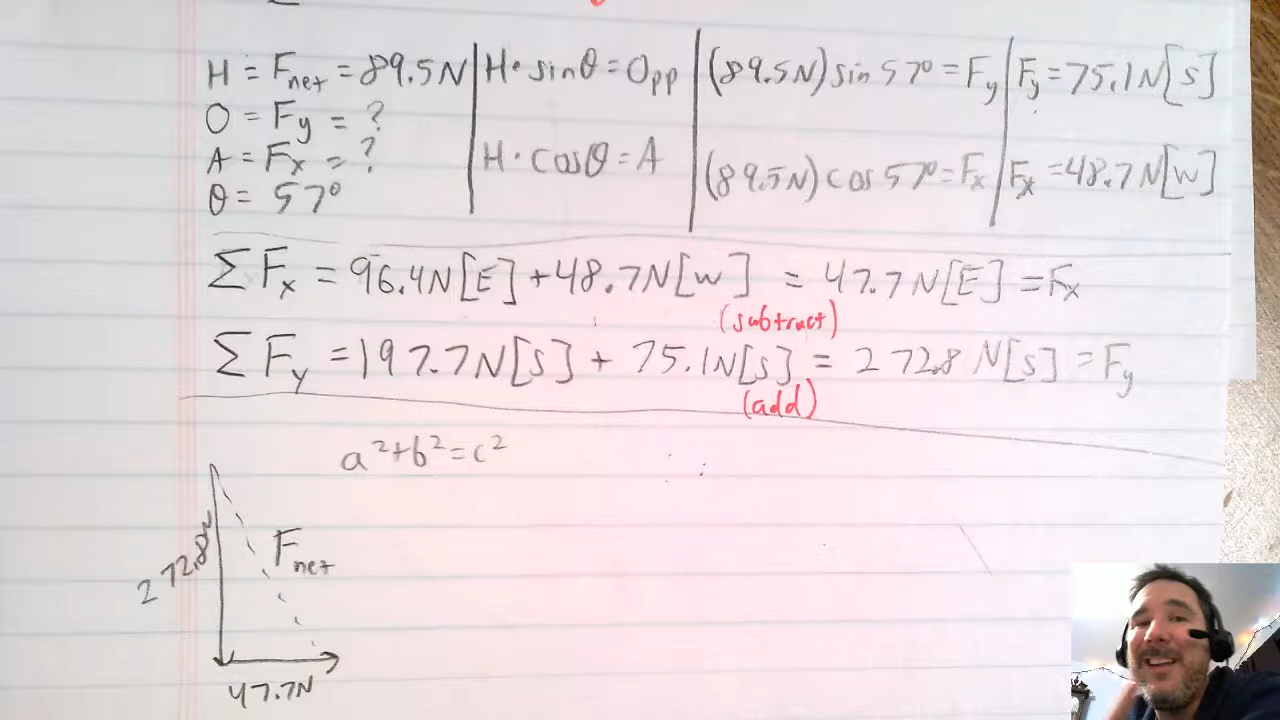 H = Fnet = 89.5N
O = Fy = ?
A = Fx = ?
θ = 57°
H · sinθ = Opp
H · cosθ = A
(89.5N) sin 57° = Fy
(89.5N) cos 57° = Fx
Fy = 75.1N[S]
Fx = 48.7N[W]
ΣFx = 96.4N[E] + 48.7N[W] = 47.7N[E] = Fx
(subtract)
ΣFy = 197.7N[S] + 75.1N[S] = 272.8 N[S] = Fy
(add)
a²+b²=c²
272.8N
Fnet
47.7N